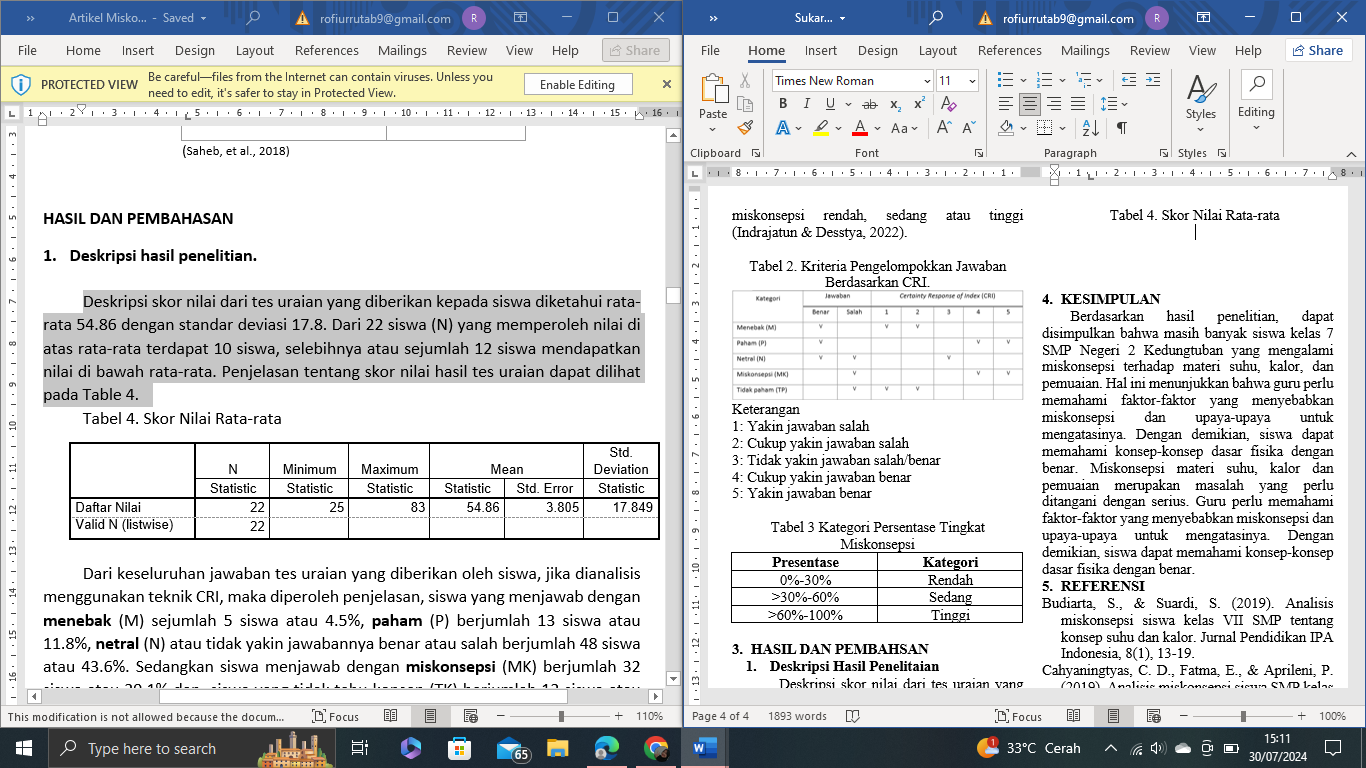 Artikel Misko... - Saved
rofiurrutab9@gmail.com
R
File Home Insert Design Layout References Mailings Review View Help Share
PROTECTED VIEW Be careful—files from the Internet can contain viruses. Unless you need to edit, it's safer to stay in Protected View. Enable Editing
(Saheb, et al., 2018)
HASIL DAN PEMBAHASAN
1. Deskripsi hasil penelitian.
Deskripsi skor nilai dari tes uraian yang diberikan kepada siswa diketahui rata-
rata 54.86 dengan standar deviasi 17.8. Dari 22 siswa (N) yang memperoleh nilai di
atas rata-rata terdapat 10 siswa, selebihnya atau sejumlah 12 siswa mendapatkan
nilai di bawah rata-rata. Penjelasan tentang skor nilai hasil tes uraian dapat dilihat
pada Table 4.
Tabel 4. Skor Nilai Rata-rata
N Minimum Maximum Mean Std. Deviation
Statistic Statistic Statistic Statistic Std. Error Statistic
Daftar Nilai 22 25 83 54.86 3.805 17.849
Valid N (listwise) 22
Dari keseluruhan jawaban tes uraian yang diberikan oleh siswa, jika dianalisis
menggunakan teknik CRI, maka diperoleh penjelasan, siswa yang menjawab dengan
menebak (M) sejumlah 5 siswa atau 4.5%, paham (P) berjumlah 13 siswa atau
11.8%, netral (N) atau tidak yakin jawabannya benar atau salah berjumlah 48 siswa
atau 43.6%. Sedangkan siswa menjawab dengan miskonsepsi (MK) berjumlah 32
This modification is not allowed because the docum... Focus 110%
Sukar...
rofiurrutab9@gmail.com
R
File Home Insert Design Layout References Mailings Review View Help Share
Paste
Clipboard
Times New Roman 11
Font
Paragraph
Styles
Styles
Editing
miskonsepsi rendah, sedang atau tinggi
(Indrajatun & Desstya, 2022).
Tabel 2. Kriteria Pengelompokkan Jawaban
Berdasarkan CRI.
Kategori Jawaban Certainty Response of Index (CRI)
Benar Salah 1 2 3 4 5
Menebak (M) V V V
Paham (P) V V V
Netral (N) V V V
Miskonsepsi (MK) V V V
Tidak paham (TP) V V V
Keterangan
1: Yakin jawaban salah
2: Cukup yakin jawaban salah
3: Tidak yakin jawaban salah/benar
4: Cukup yakin jawaban benar
5: Yakin jawaban benar
Tabel 3 Kategori Persentase Tingkat
Miskonsepsi
Presentase Kategori
0%-30% Rendah
>30%-60% Sedang
>60%-100% Tinggi
3. HASIL DAN PEMBAHSAN
1. Deskripsi Hasil Penelitaian
Deskripsi skor nilai dari tes uraian yang
Tabel 4. Skor Nilai Rata-rata
4. KESIMPULAN
Berdasarkan hasil penelitian, dapat
disimpulkan bahwa masih banyak siswa kelas 7
SMP Negeri 2 Kedungtuban yang mengalami
miskonsepsi terhadap materi suhu, kalor, dan
pemuaian. Hal ini menunjukkan bahwa guru perlu
memahami faktor-faktor yang menyebabkan
miskonsepsi dan upaya-upaya untuk
mengatasinya. Dengan demikian, siswa dapat
memahami konsep-konsep dasar fisika dengan
benar. Miskonsepsi materi suhu, kalor dan
pemuaian merupakan masalah yang perlu
ditangani dengan serius. Guru perlu memahami
faktor-faktor yang menyebabkan miskonsepsi dan
upaya-upaya untuk mengatasinya. Dengan
demikian, siswa dapat memahami konsep-konsep
dasar fisika dengan benar.
5. REFERENSI
Budiarta, S., & Suardi, S. (2019). Analisis
miskonsepsi siswa kelas VII SMP tentang
konsep suhu dan kalor. Jurnal Pendidikan IPA
Indonesia, 8(1), 13-19.
Cahyaningtyas, C. D., Fatma, E., & Aprileni, P.
(2019). Analisis miskonsepsi siswa SMP kelas
Page 4 of 4 1893 words Focus 100%
Type here to search
65
1
33°C Cerah
15:11
30/07/2024